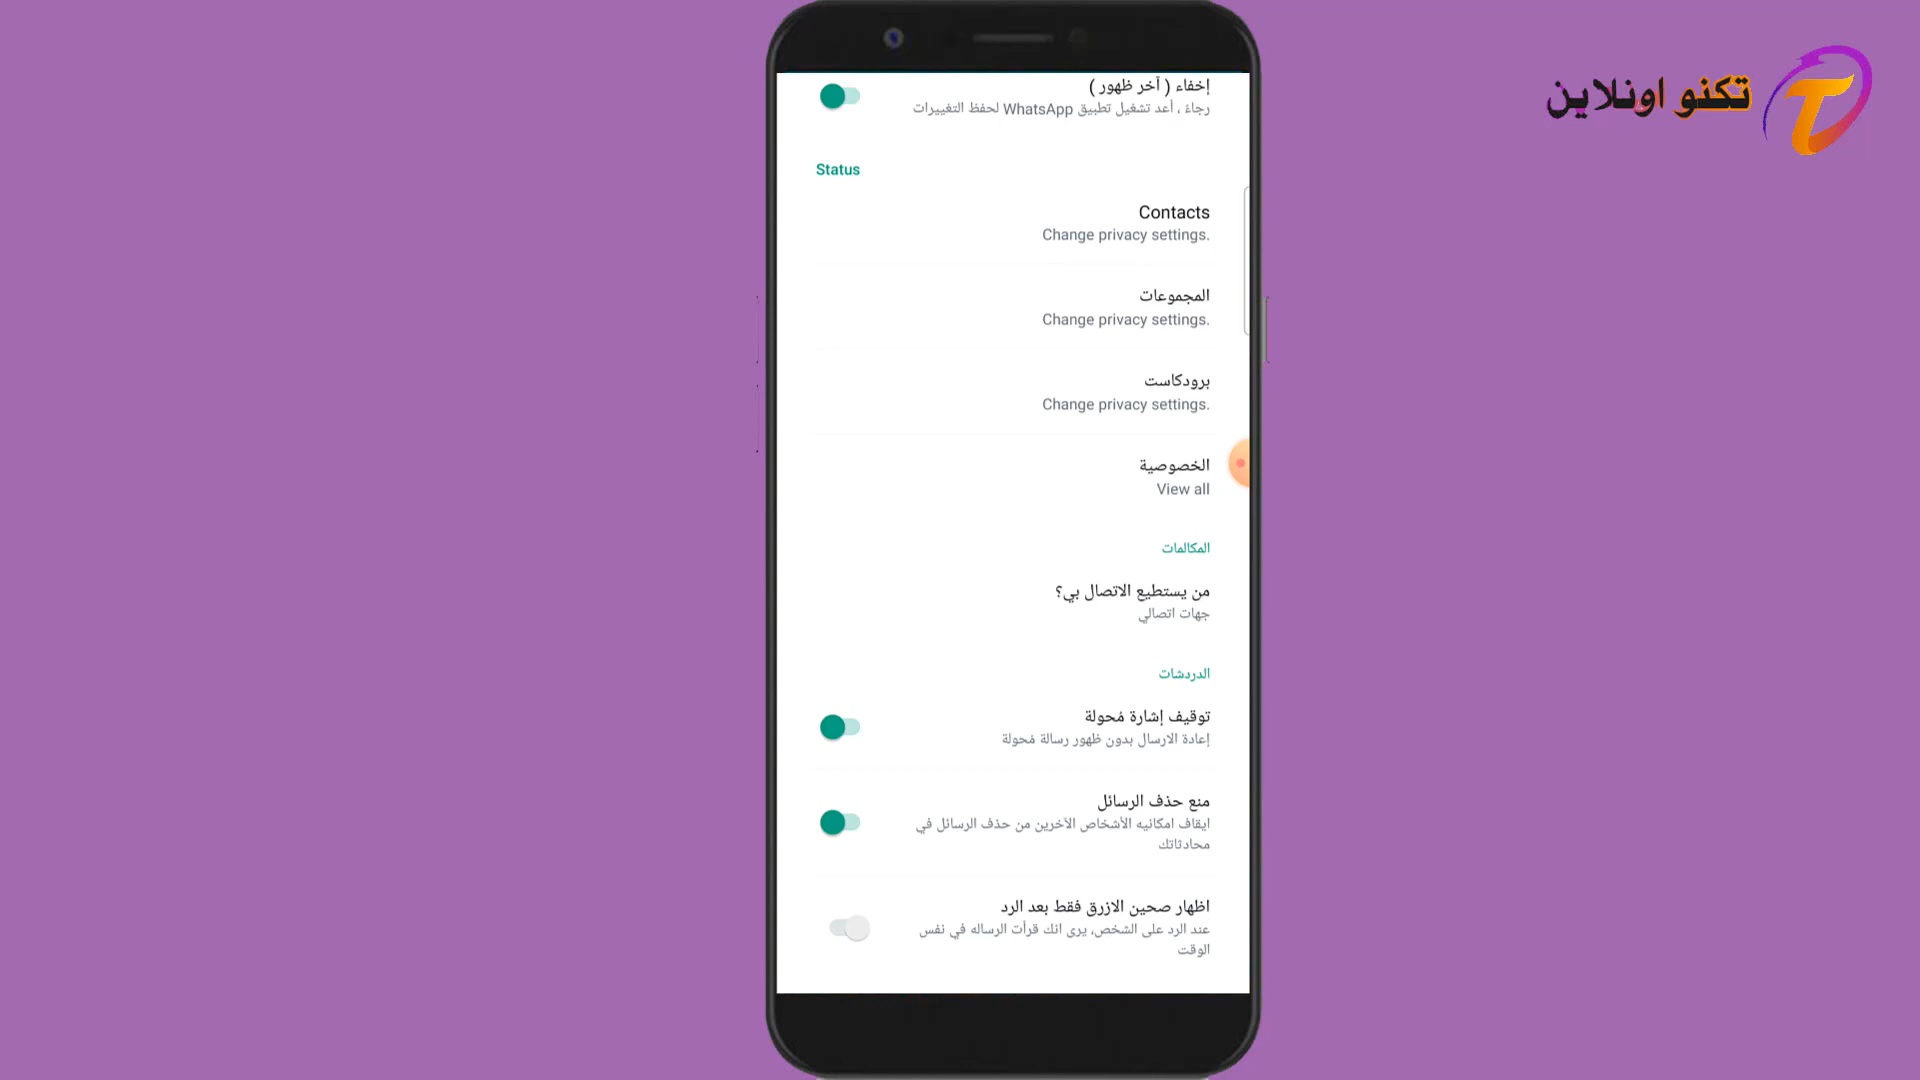 تكنو اونلاين
إخفاء ( آخر ظهور )
رجاءً ، أعد تشغيل تطبيق WhatsApp لحفظ التغييرات
Status
Contacts
Change privacy settings.
المجموعات
Change privacy settings.
برودكاست
Change privacy settings.
الخصوصية
View all
المكالمات
من يستطيع الاتصال بي؟
جهات اتصالي
الدردشات
توقيف إشارة مُحولة
إعادة الارسال بدون ظهور رسالة مُحولة
منع حذف الرسائل
ايقاف امكانيه الأشخاص الآخرين من حذف الرسائل في
محادثاتك
اظهار صحين الازرق فقط بعد الرد
عند الرد على الشخص، يرى انك قرأت الرساله في نفس
الوقت